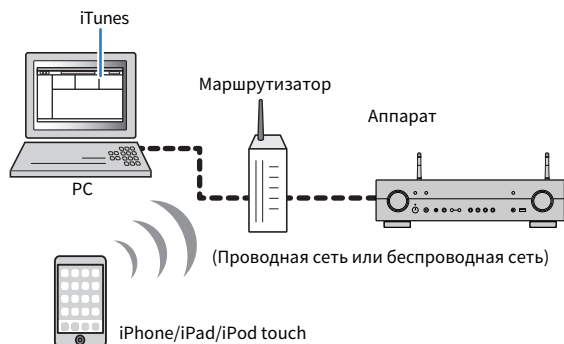 iTunes
Маршрутизатор
Аппарат
PC
(Проводная сеть или беспроводная сеть)
iPhone/iPad/iPod touch